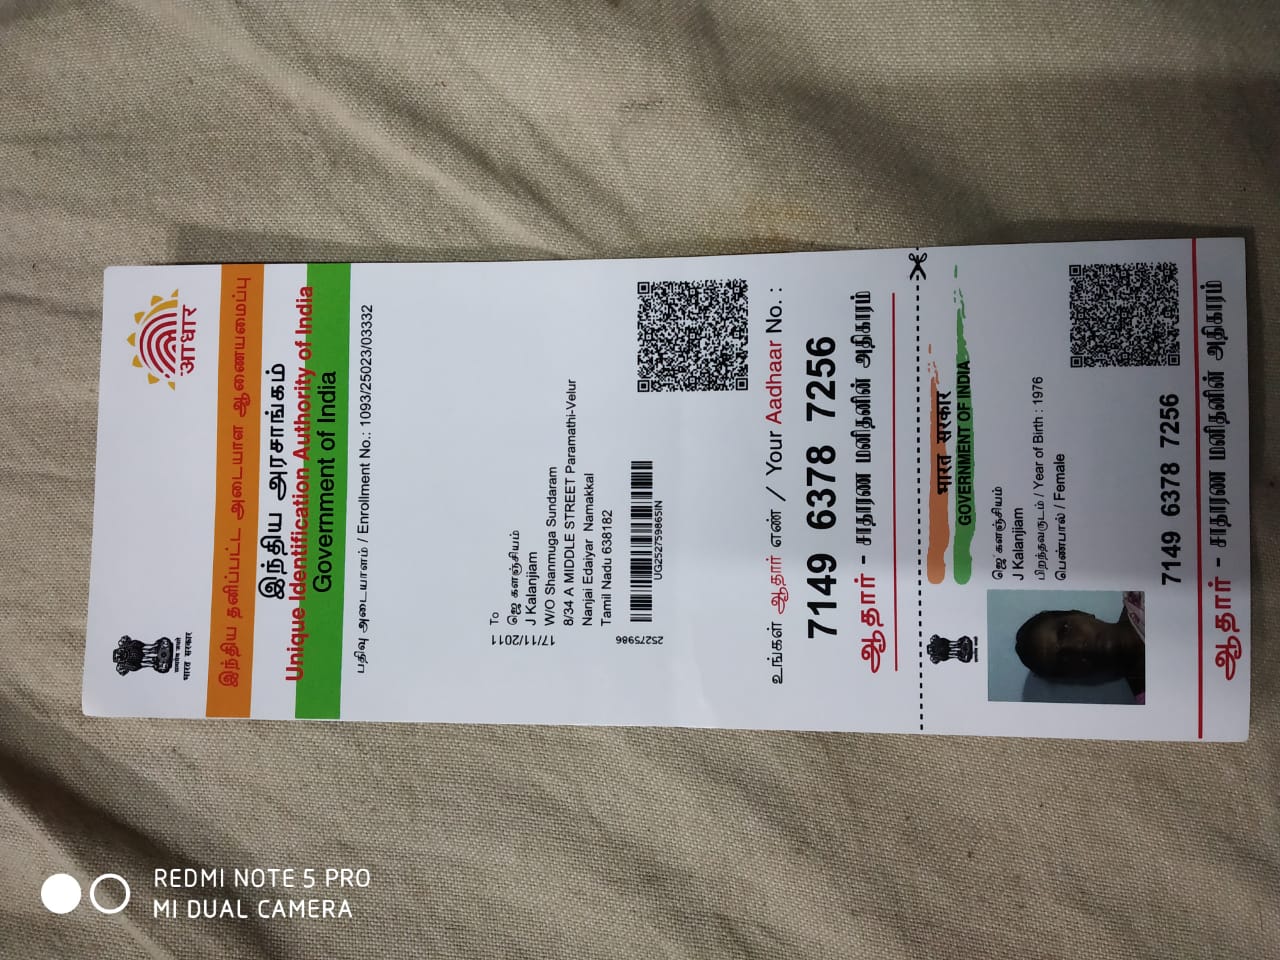 सत्यमेव जयते
भारत सरकार
आधार
இந்திய தனிப்பட்ட அடையாள ஆணையமைப்பு
இந்திய அரசாங்கம்
Unique Identification Authority of India
Government of India
பதிவு அடையாளம் / Enrollment No.: 1093/25023/03332
To
ஜெ களஞ்சியம்
J Kalanjiam
W/O Shanmuga Sundaram
8/34 A MIDDLE STREET Paramathi-Velur
Nanjai Edaiyar Namakkal
Tamil Nadu 638182
17/11/2011
25275986
UG252759865IN
உங்கள் ஆதார் எண் / Your Aadhaar No. :
7149 6378 7256
ஆதார் - சாதாரண மனிதனின் அதிகாரம்
भारत सरकार
GOVERNMENT OF INDIA
ஜெ களஞ்சியம்
J Kalanjiam
பிறந்தவருடம் / Year of Birth : 1976
பெண்பால் / Female
7149 6378 7256
ஆதார் - சாதாரண மனிதனின் அதிகாரம்
REDMI NOTE 5 PRO
MI DUAL CAMERA